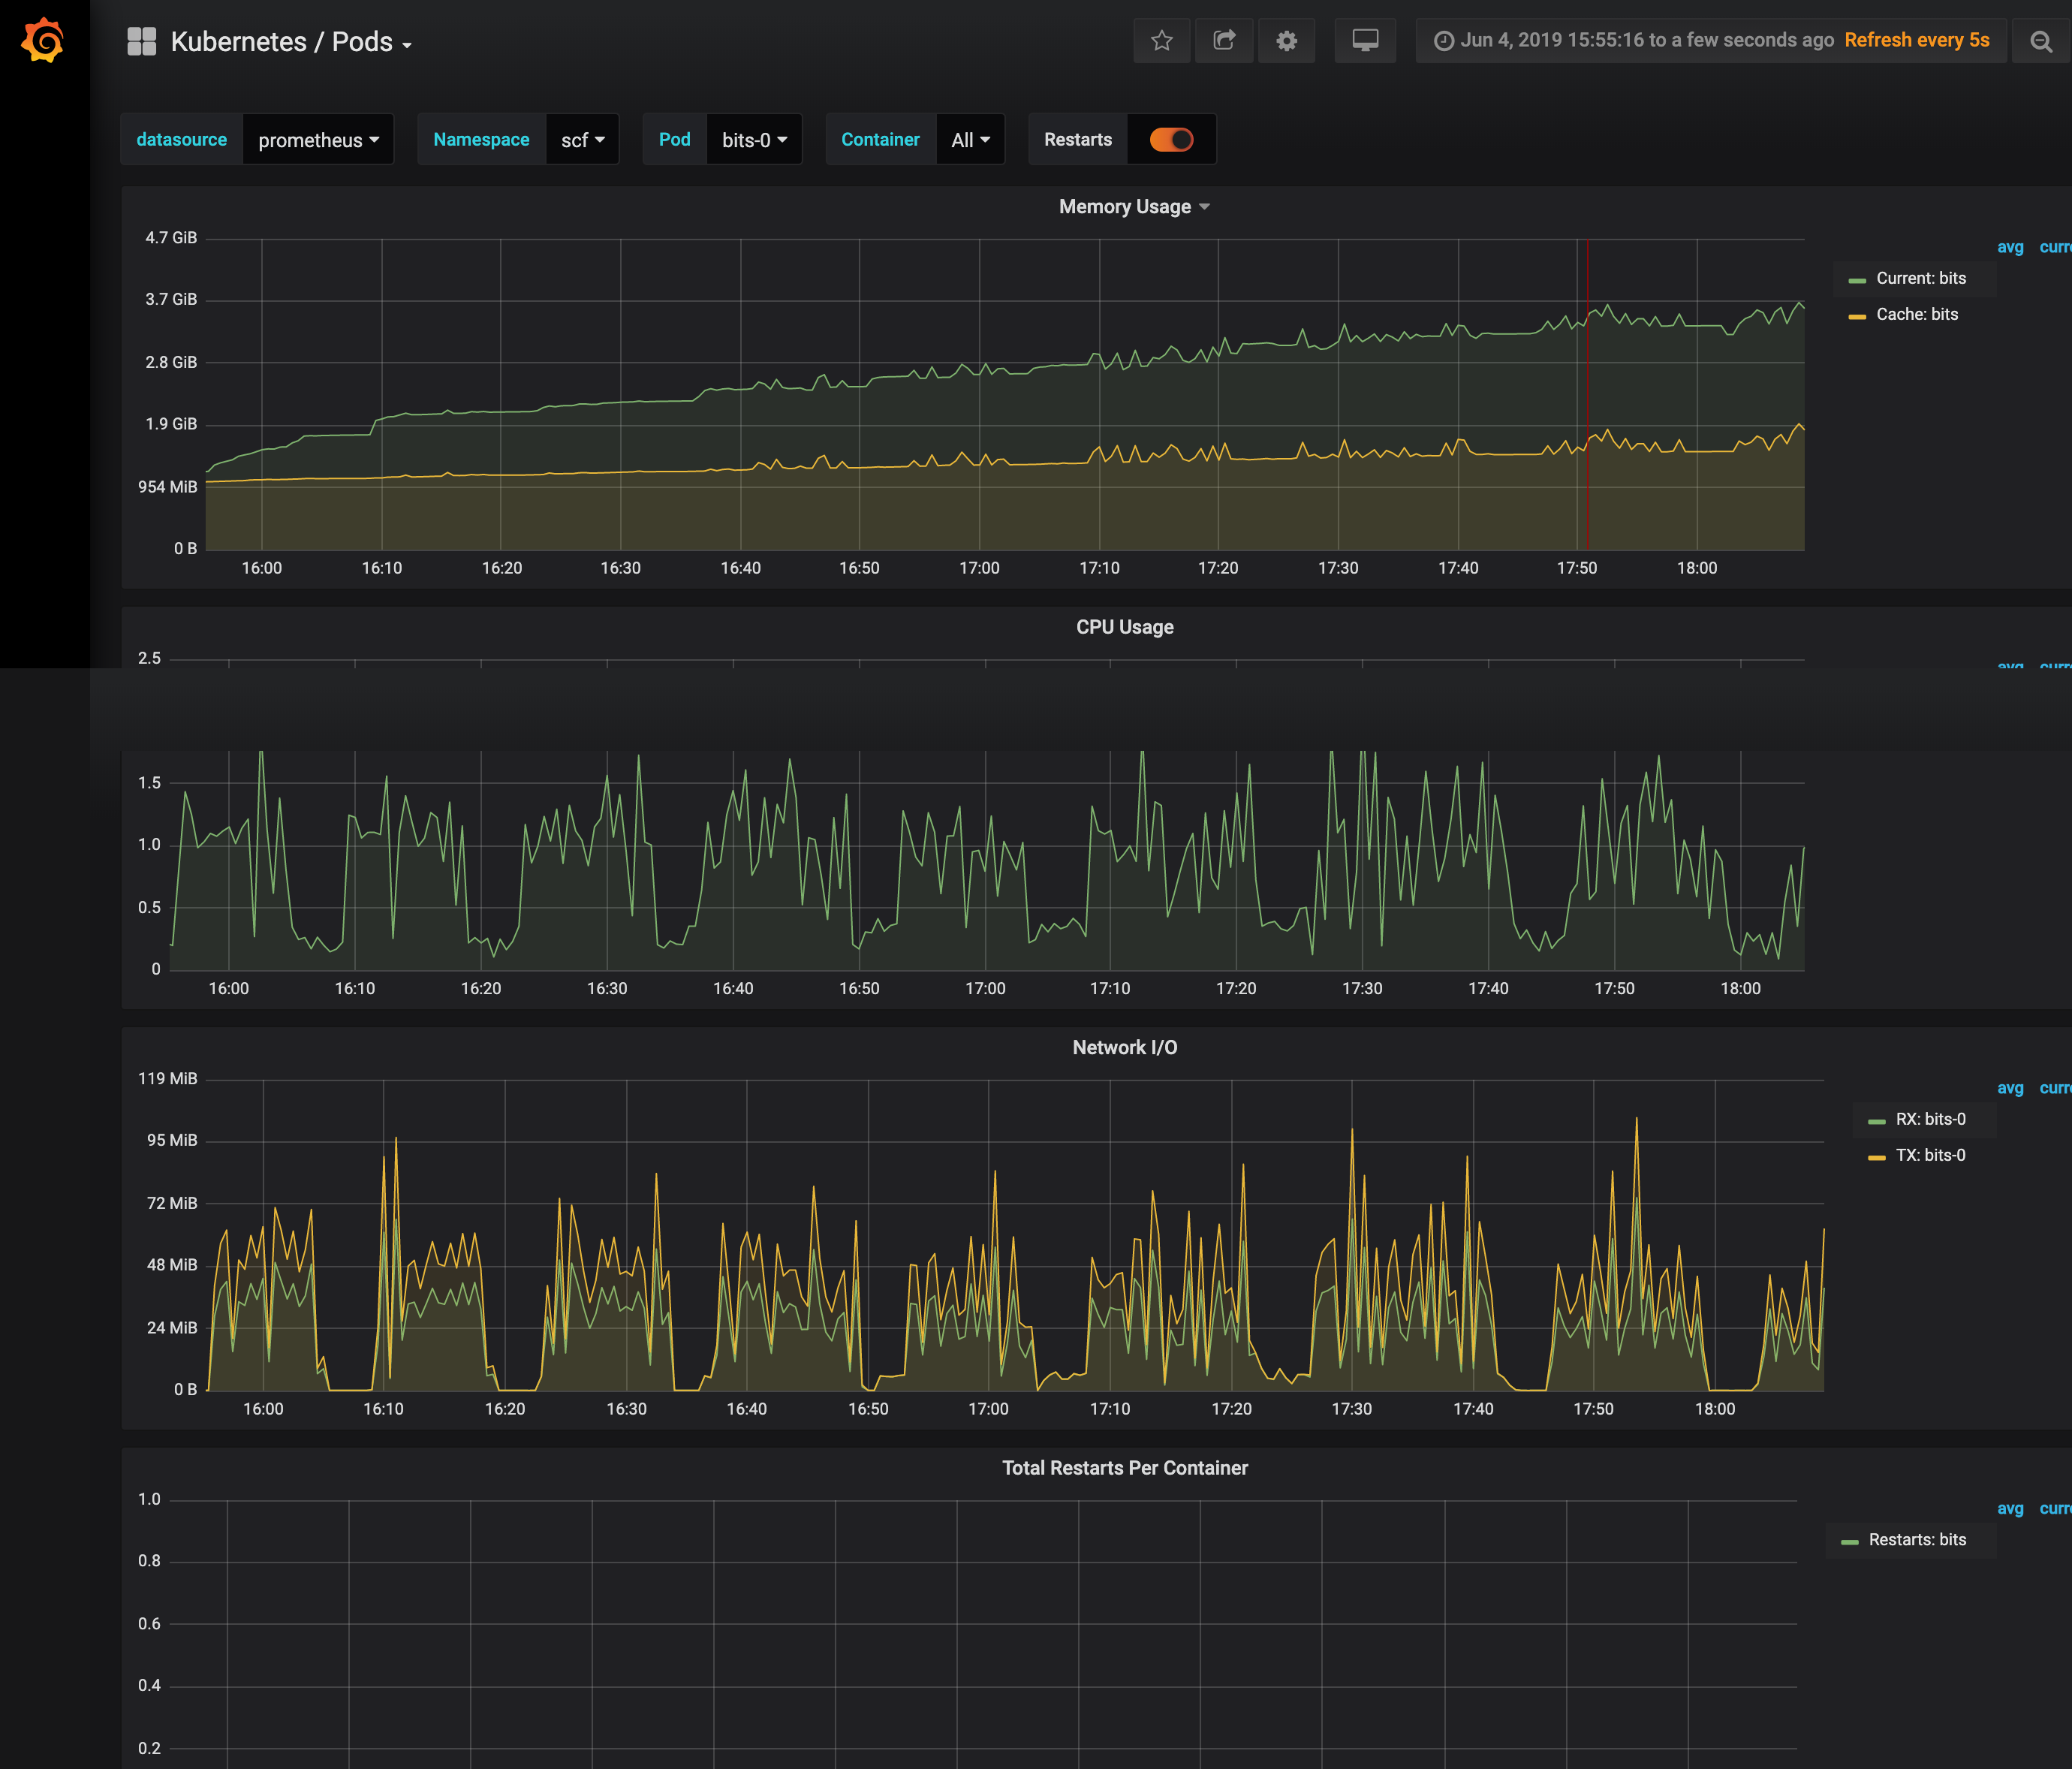 Kubernetes / Pods
Jun 4, 2019 15:55:16 to a few seconds ago Refresh every 5s
datasource prometheus Namespace scf Pod bits-0 Container All Restarts
Memory Usage
avg curre
4.7 GiB
3.7 GiB
2.8 GiB
1.9 GiB
954 MiB
0 B
16:00 16:10 16:20 16:30 16:40 16:50 17:00 17:10 17:20 17:30 17:40 17:50 18:00
Current: bits
Cache: bits
CPU Usage
avg curre
2.5
1.5
1.0
0.5
0
16:00 16:10 16:20 16:30 16:40 16:50 17:00 17:10 17:20 17:30 17:40 17:50 18:00
Network I/O
avg curre
119 MiB
95 MiB
72 MiB
48 MiB
24 MiB
0 B
16:00 16:10 16:20 16:30 16:40 16:50 17:00 17:10 17:20 17:30 17:40 17:50 18:00
RX: bits-0
TX: bits-0
Total Restarts Per Container
avg curre
1.0
0.8
0.6
0.4
0.2
Restarts: bits